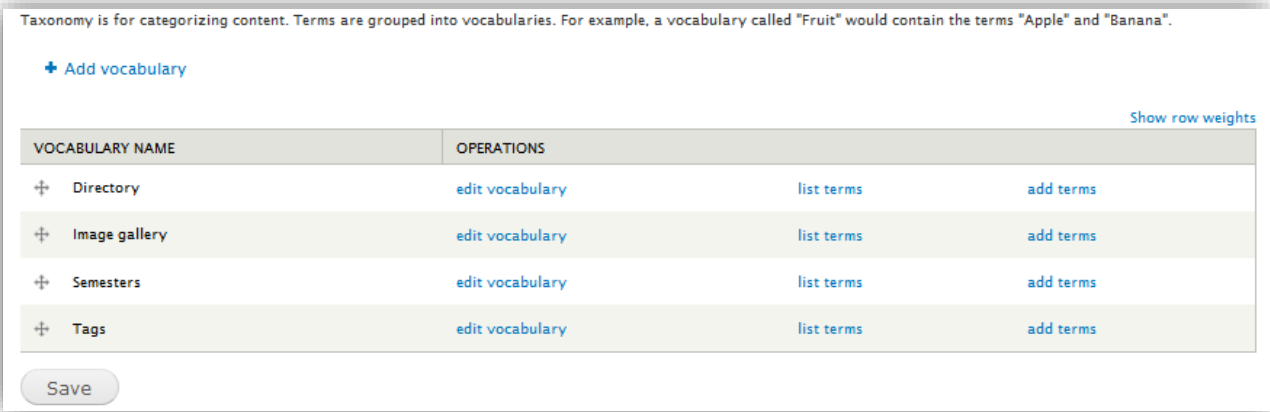 Taxonomy is for categorizing content. Terms are grouped into vocabularies. For example, a vocabulary called "Fruit" would contain the terms "Apple" and "Banana".
+ Add vocabulary
Show row weights
VOCABULARY NAME OPERATIONS
Directory edit vocabulary list terms add terms
Image gallery edit vocabulary list terms add terms
Semesters edit vocabulary list terms add terms
Tags edit vocabulary list terms add terms
Save